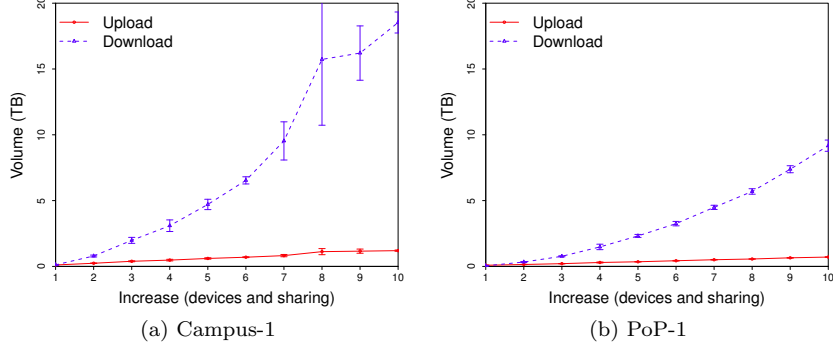 Upload
Download
Volume (TB)
0
5
10
15
20
1 2 3 4 5 6 7 8 9 10
Increase (devices and sharing)
(a) Campus-1
Upload
Download
Volume (TB)
0
5
10
15
20
1 2 3 4 5 6 7 8 9 10
Increase (devices and sharing)
(b) PoP-1